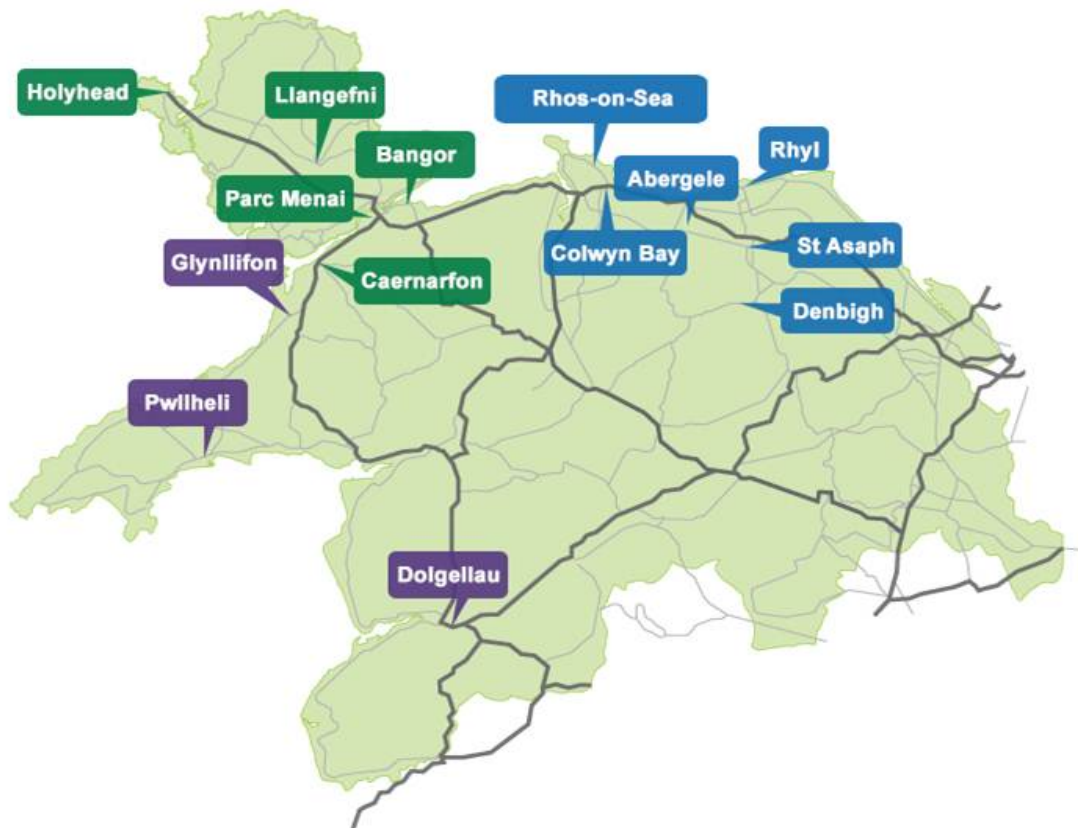 Holyhead
Llangefni
Rhos-on-Sea
Bangor
Rhyl
Abergele
Parc Menai
Glynllifon
Caernarfon
Colwyn Bay
St Asaph
Denbigh
Pwllheli
Dolgellau